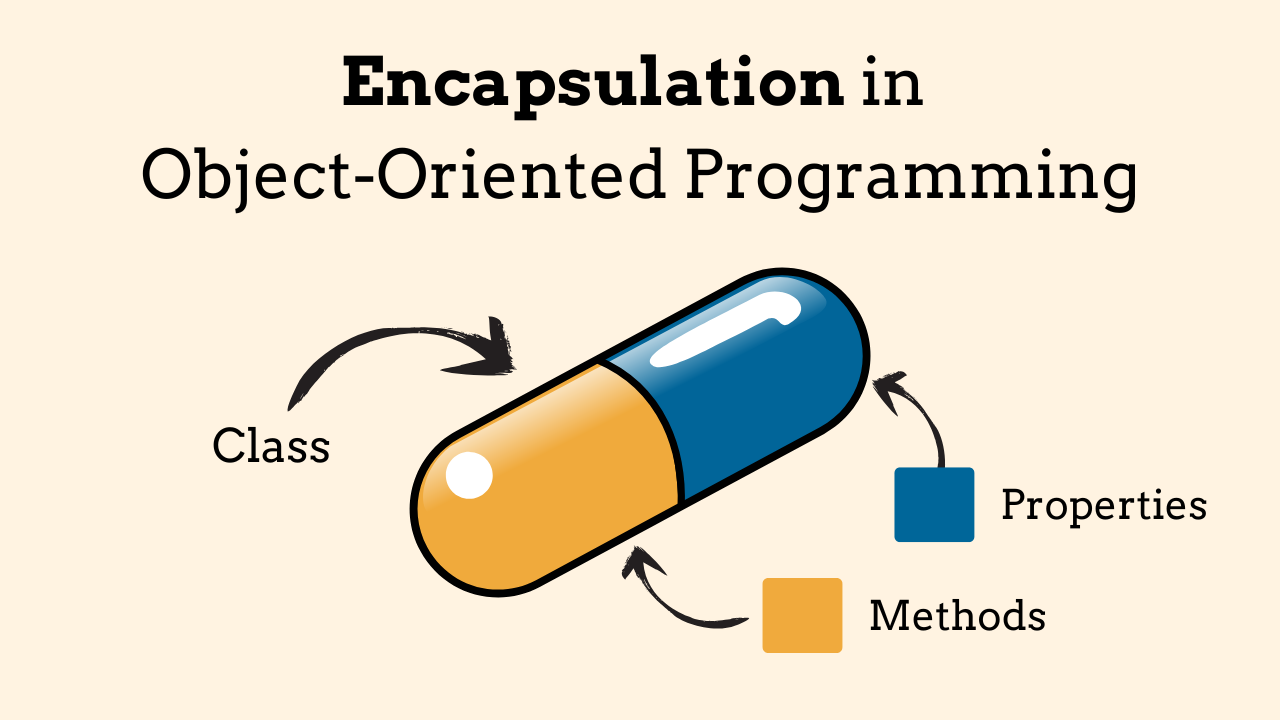 Encapsulation in
Object-Oriented Programming
Class
Properties
Methods